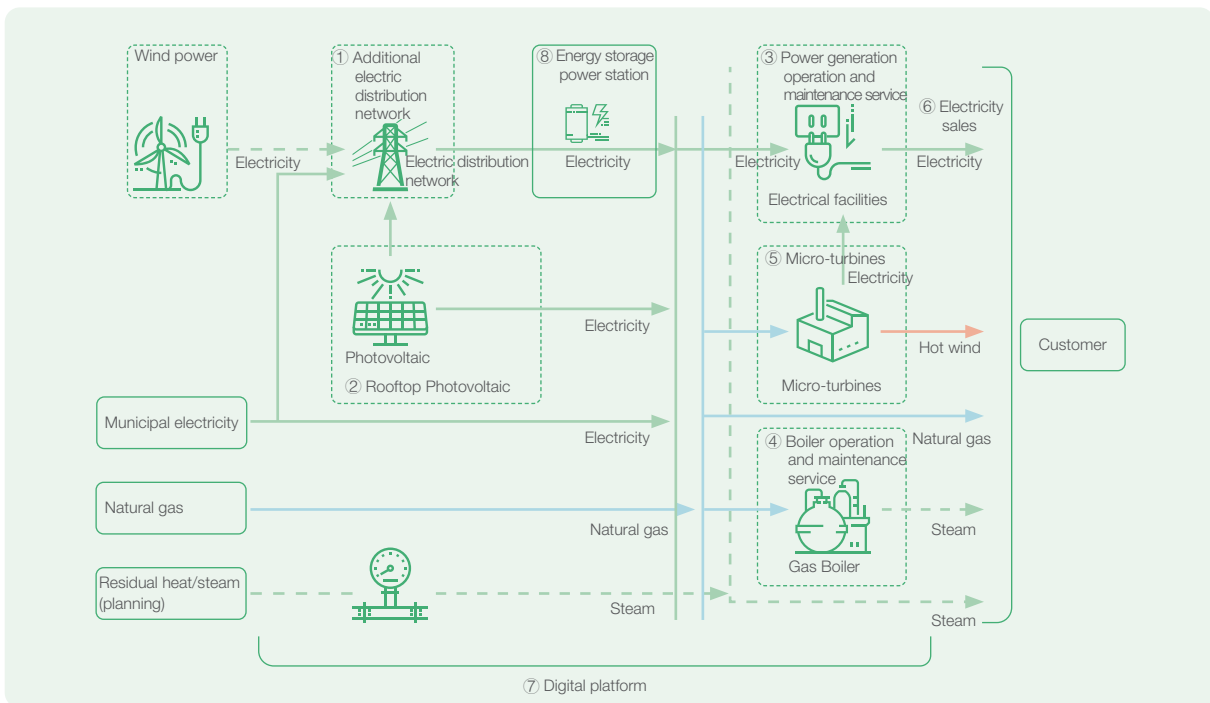 Wind power
① Additional
electric
distribution
network
⑧ Energy storage
power station
③ Power generation
operation and
maintenance service
⑥ Electricity
sales
Electricity
Electric distribution
network
Electricity
Electricity
Electricity
Electrical facilities
⑤ Micro-turbines
Electricity
Electricity
Photovoltaic
② Rooftop Photovoltaic
Hot wind
Micro-turbines
Customer
Municipal electricity
Electricity
Natural gas
④ Boiler operation
and maintenance
service
Natural gas
Natural gas
Steam
Gas Boiler
Residual heat/steam
(planning)
Steam
Steam
⑦ Digital platform